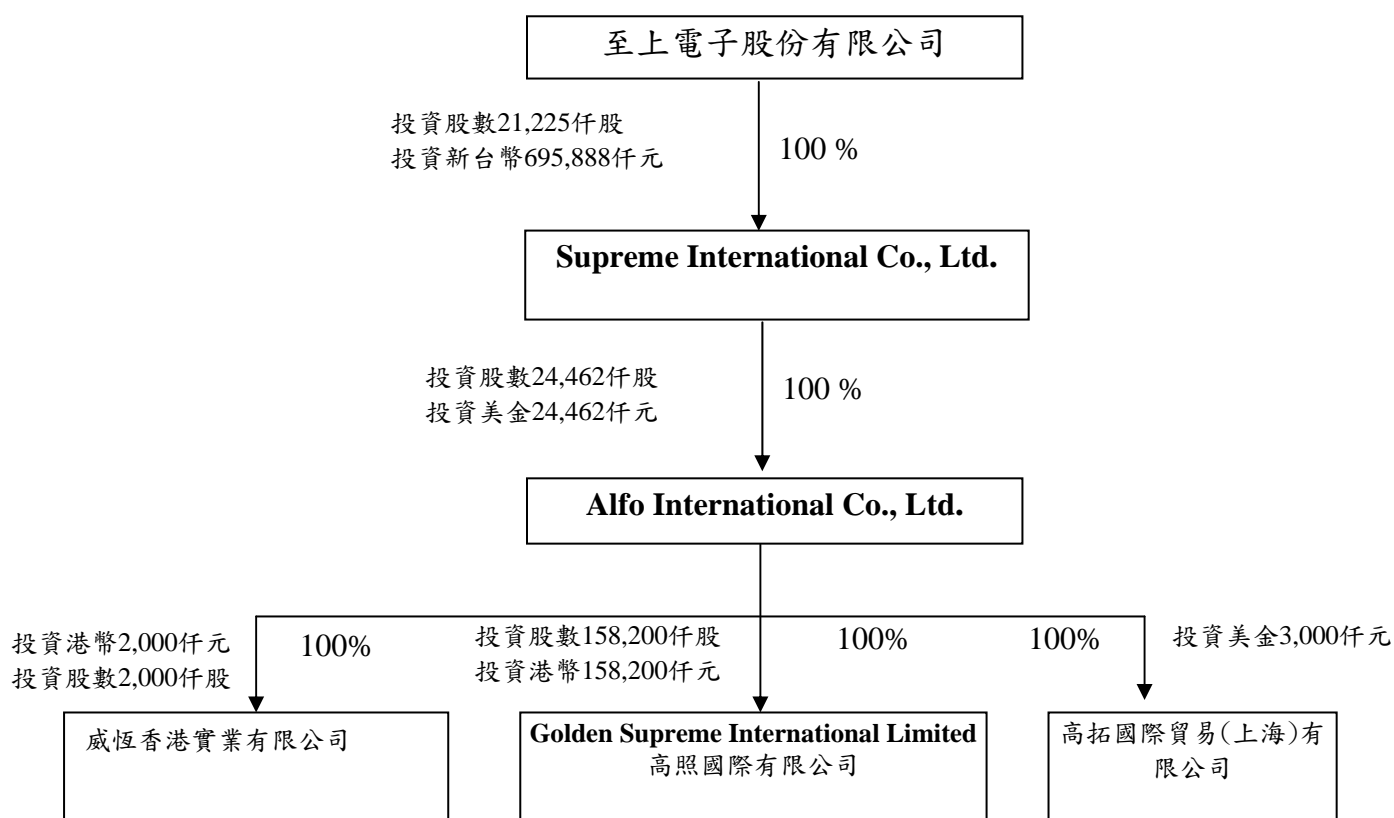 至上電子股份有限公司
投資股數21,225仟股
投資新台幣695,888仟元
100 %
Supreme International Co., Ltd.
投資股數24,462仟股
投資美金24,462仟元
100 %
Alfo International Co., Ltd.
投資港幣2,000仟元
投資股數2,000仟股
100%
投資股數158,200仟股
投資港幣158,200仟元
100%
100%
投資美金3,000仟元
威恆香港實業有限公司
Golden Supreme International Limited
高照國際有限公司
高拓國際貿易(上海)有
限公司